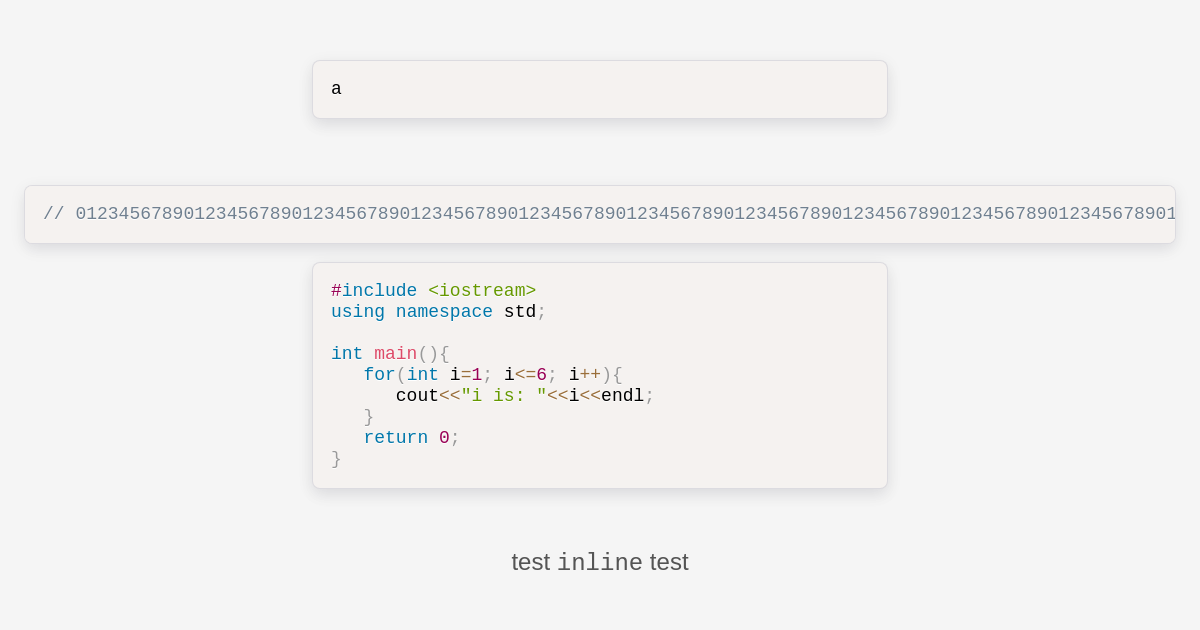 a
// 012345678901234567890123456789012345678901234567890123456789012345678901234567890123456789012345678901
#include <iostream>
using namespace std;
int main(){
   for(int i=1; i<=6; i++){
      cout<<"i is: "<<i<<endl;
   }
   return 0;
}
test inline test